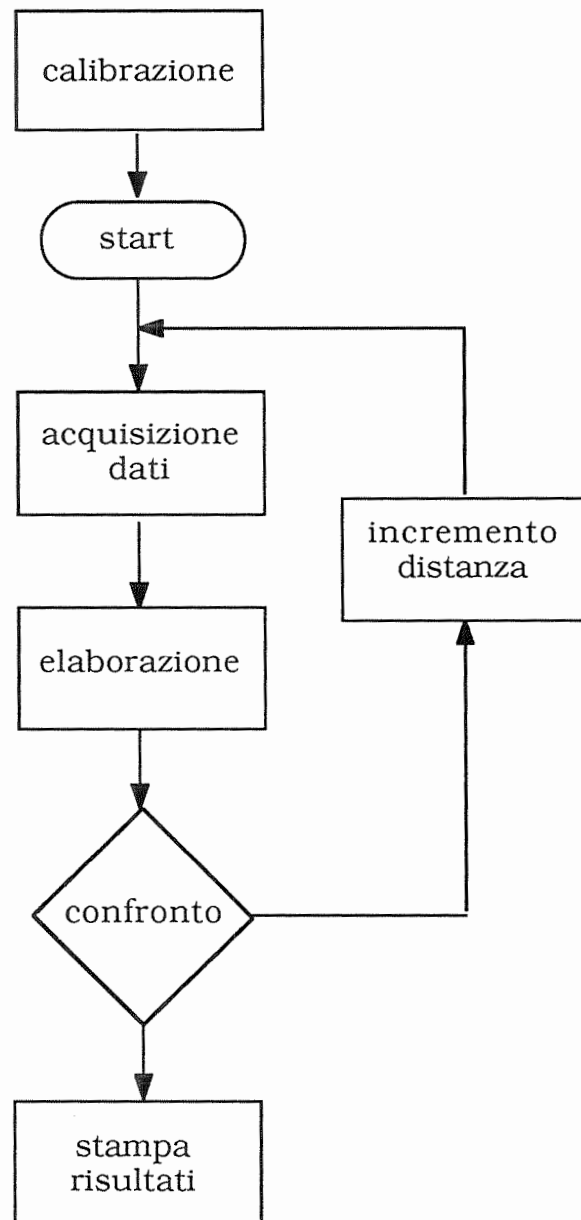 calibrazione
start
acquisizione
dati
incremento
distanza
elaborazione
confronto
stampa
risultati